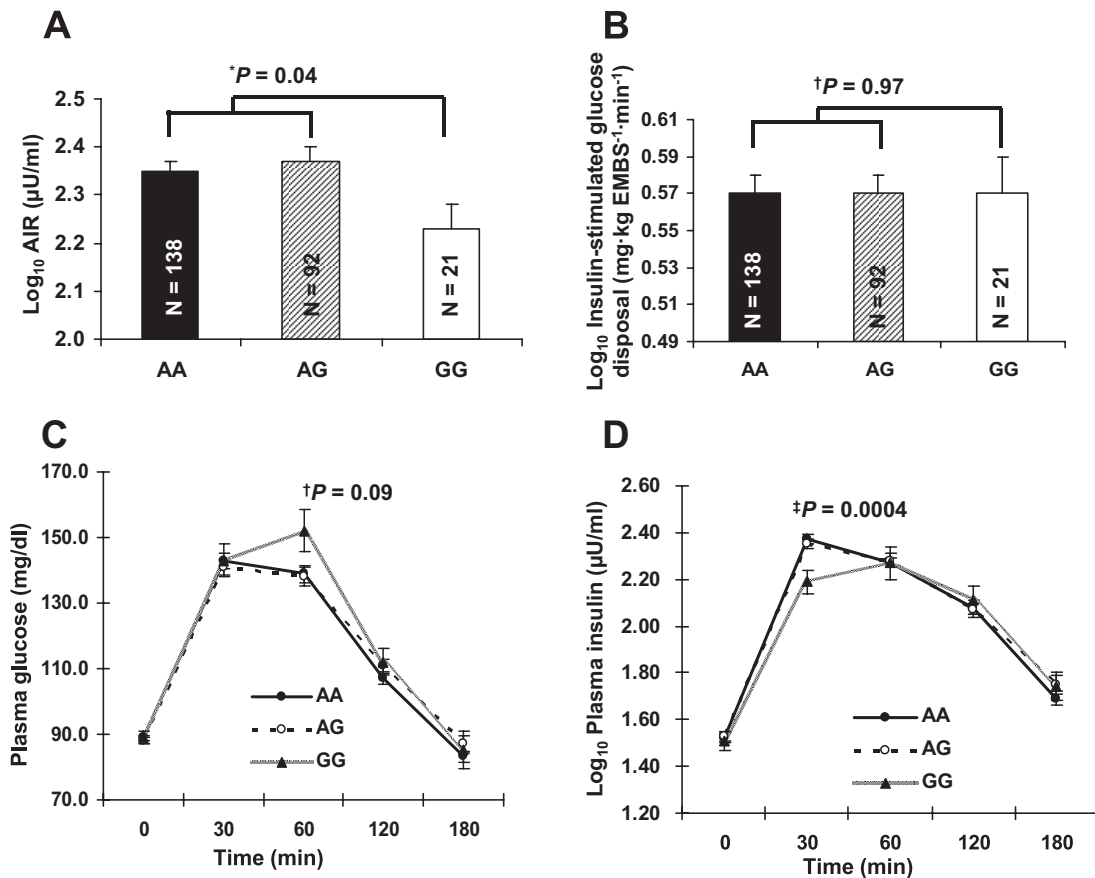 A
*P = 0.04
Log10 AIR (µU/ml)
2.5
2.4
2.3
2.2
2.1
2.0
N = 138
N = 92
N = 21
AA
AG
GG
B
†P = 0.97
Log10 Insulin-stimulated glucose
disposal (mg·kg EMBS-1·min-1)
0.61
0.59
0.57
0.55
0.53
0.51
0.49
N = 138
N = 92
N = 21
AA
AG
GG
C
†P = 0.09
Plasma glucose (mg/dl)
170.0
150.0
130.0
110.0
90.0
70.0
AA
AG
GG
0
30
60
120
180
Time (min)
D
‡P = 0.0004
Log10 Plasma insulin (µU/ml)
2.60
2.40
2.20
2.00
1.80
1.60
1.40
1.20
AA
AG
GG
0
30
60
120
180
Time (min)